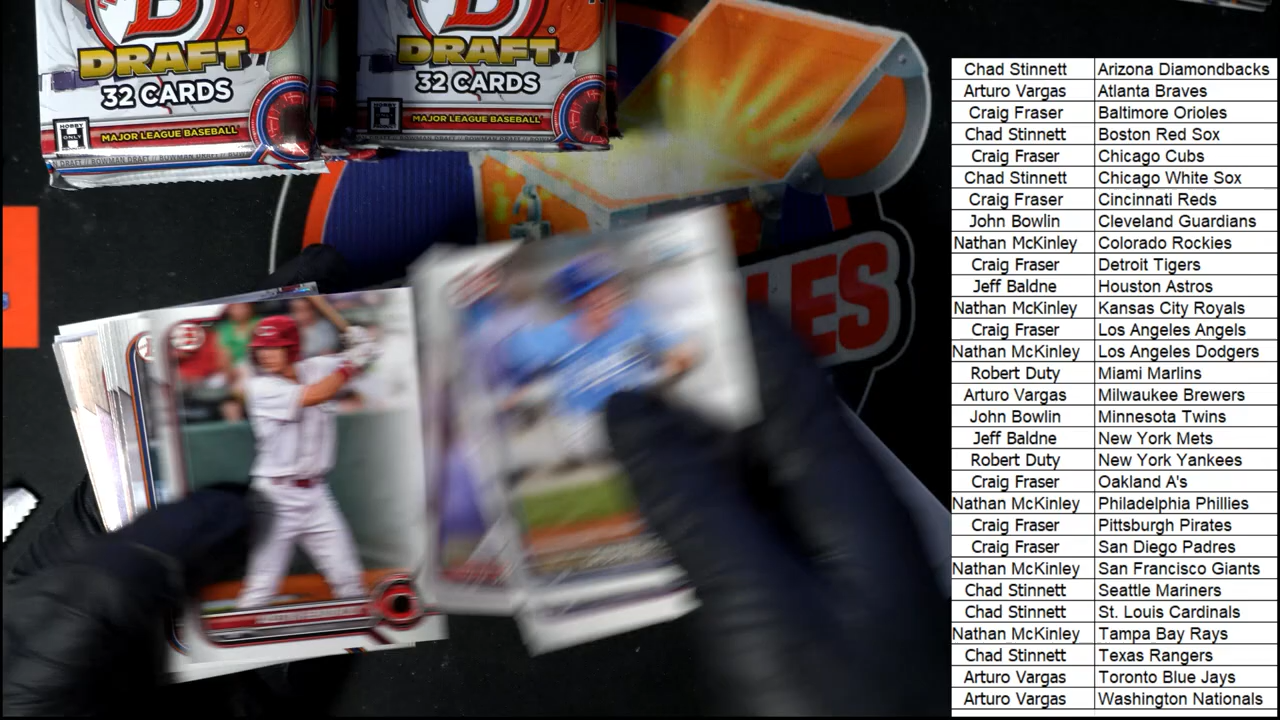 B
DRAFT
32 CARDS
HOBBY
H
ONLY
MAJOR LEAGUE BASEBALL
B
DRAFT
32 CARDS
HOBBY
H
ONLY
MAJOR LEAGUE BASEBALL
LES
Chad Stinnett Arizona Diamondbacks
Arturo Vargas Atlanta Braves
Craig Fraser Baltimore Orioles
Chad Stinnett Boston Red Sox
Craig Fraser Chicago Cubs
Chad Stinnett Chicago White Sox
Craig Fraser Cincinnati Reds
John Bowlin Cleveland Guardians
Nathan McKinley Colorado Rockies
Craig Fraser Detroit Tigers
Jeff Baldne Houston Astros
Nathan McKinley Kansas City Royals
Craig Fraser Los Angeles Angels
Nathan McKinley Los Angeles Dodgers
Robert Duty Miami Marlins
Arturo Vargas Milwaukee Brewers
John Bowlin Minnesota Twins
Jeff Baldne New York Mets
Robert Duty New York Yankees
Craig Fraser Oakland A's
Nathan McKinley Philadelphia Phillies
Craig Fraser Pittsburgh Pirates
Craig Fraser San Diego Padres
Nathan McKinley San Francisco Giants
Chad Stinnett Seattle Mariners
Chad Stinnett St. Louis Cardinals
Nathan McKinley Tampa Bay Rays
Chad Stinnett Texas Rangers
Arturo Vargas Toronto Blue Jays
Arturo Vargas Washington Nationals